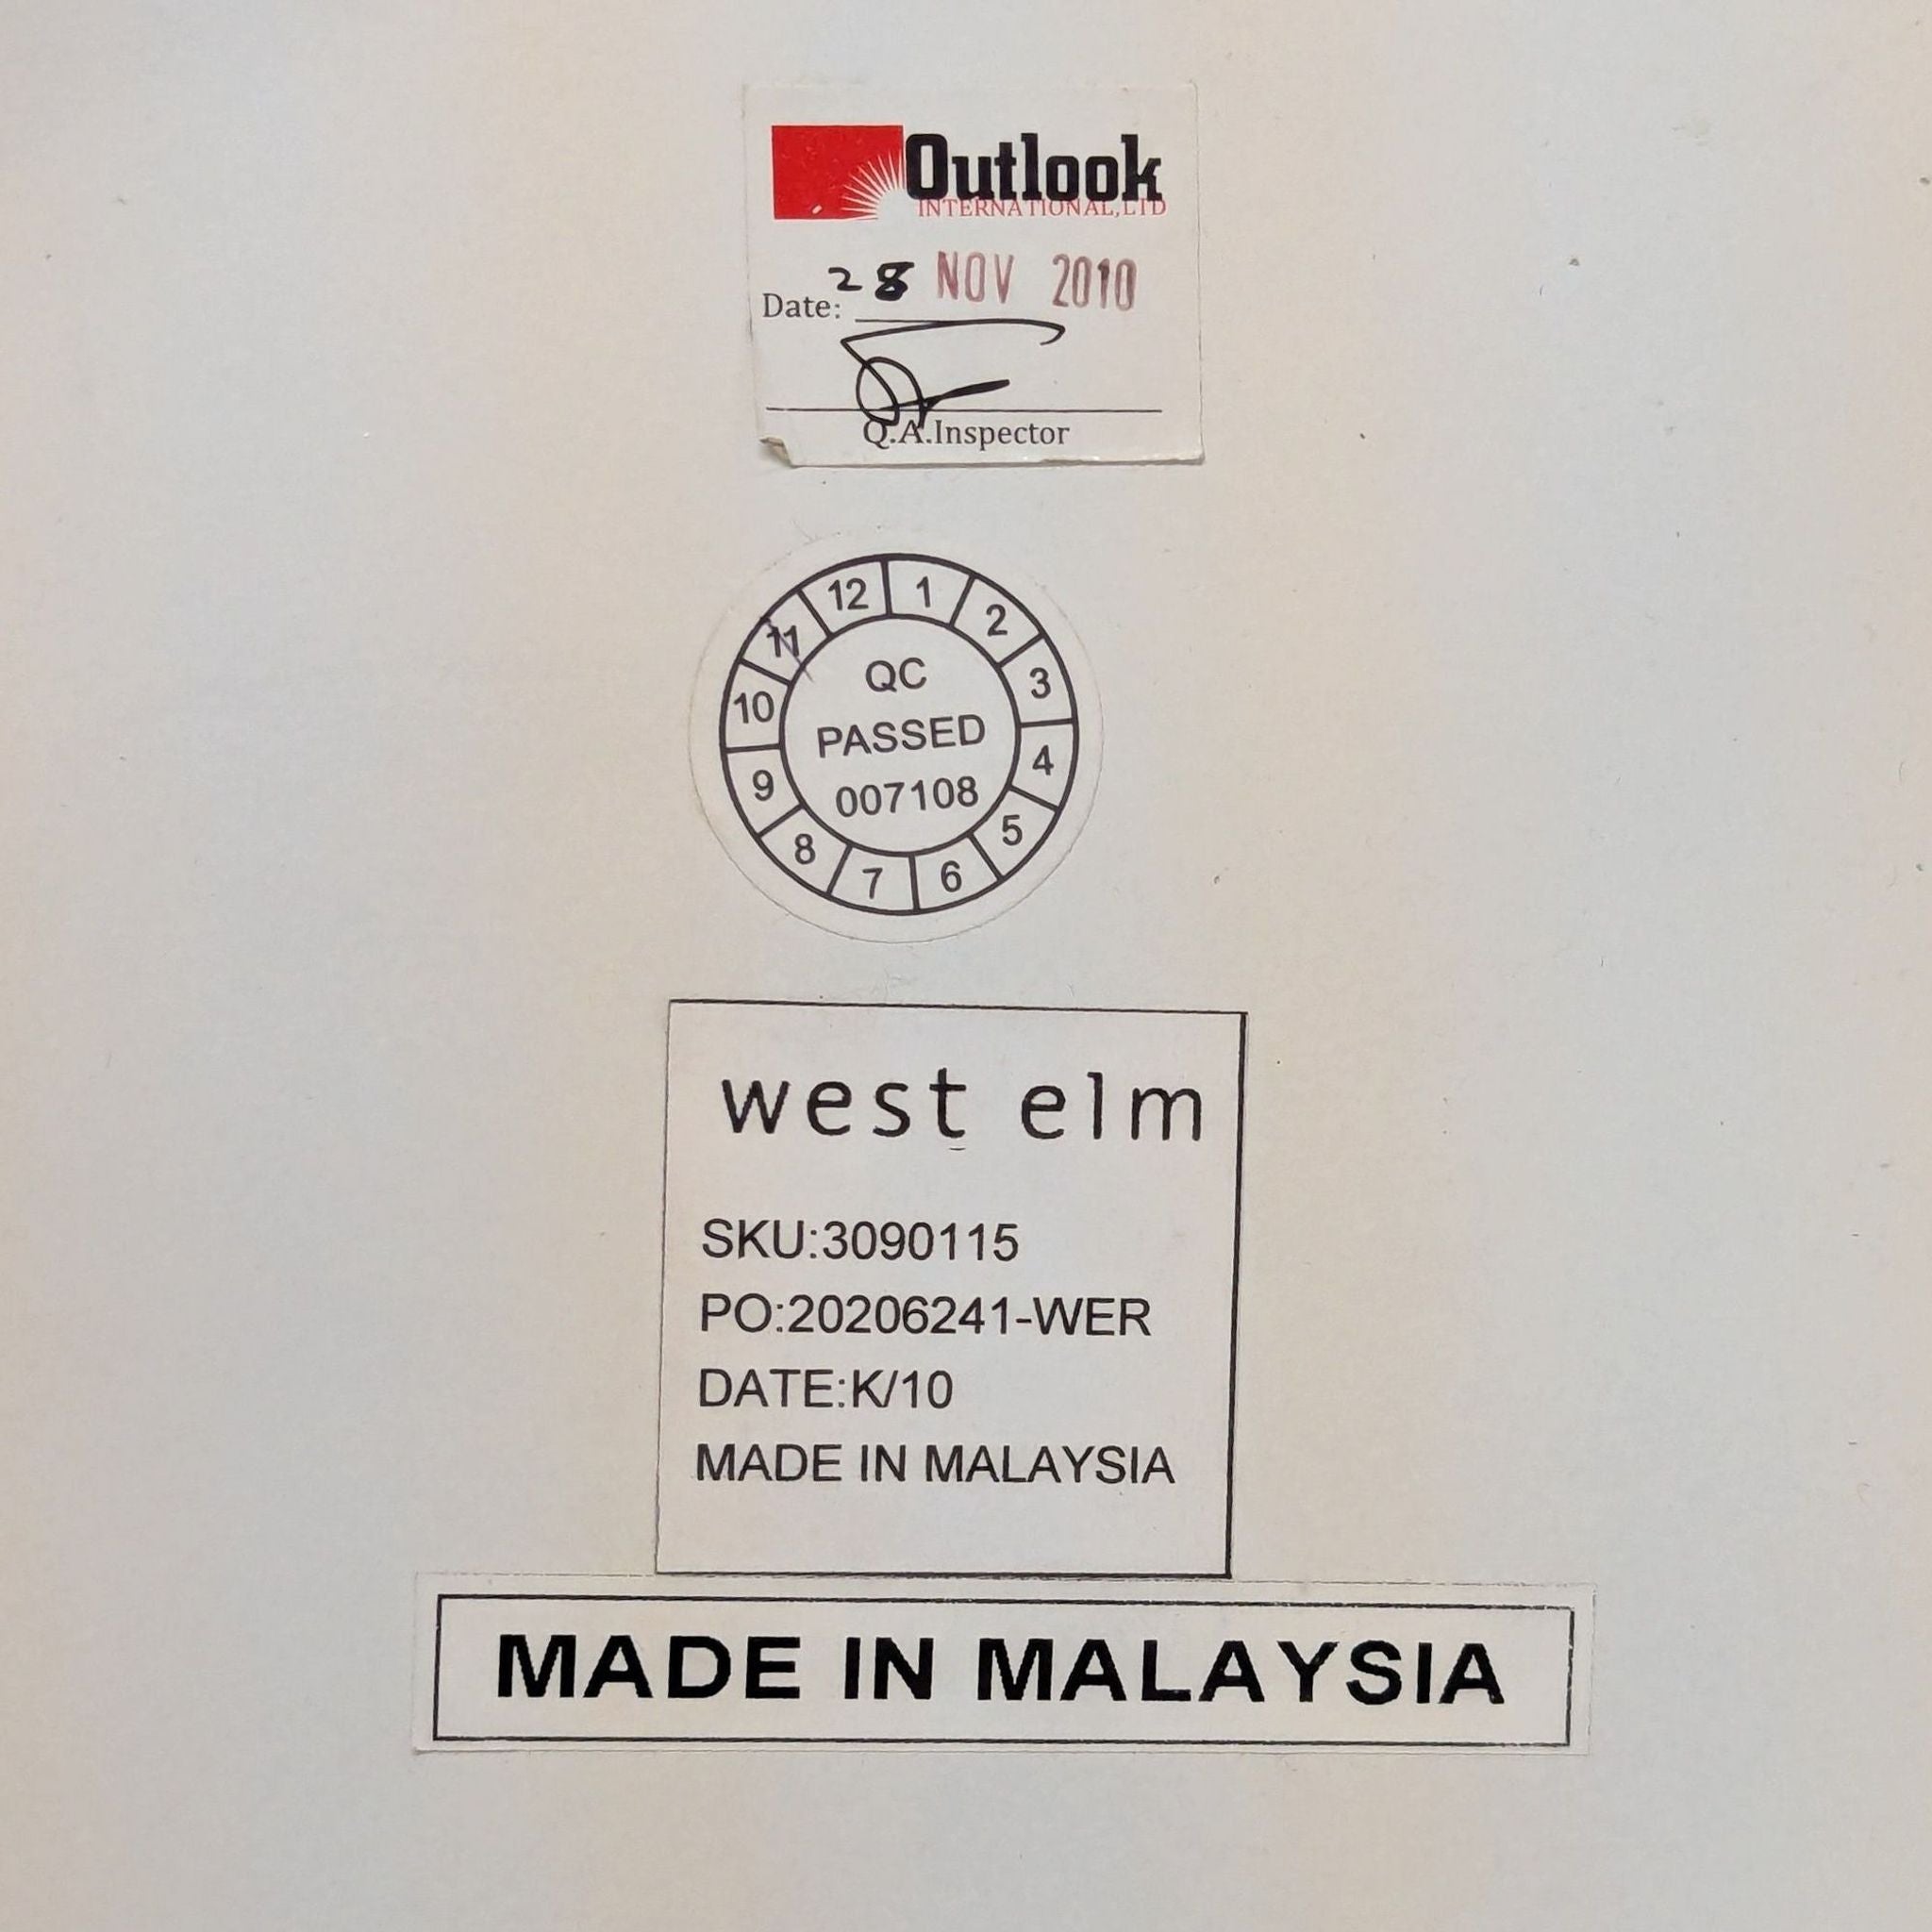 Outlook
INTERNATIONAL,LTD
Date: 28 NOV 2010
Q.A.Inspector
12 1 2 3 4 5 6 7 8 9 10 11
QC
PASSED
007108
west elm
SKU:3090115
PO:20206241-WER
DATE:K/10
MADE IN MALAYSIA
MADE IN MALAYSIA